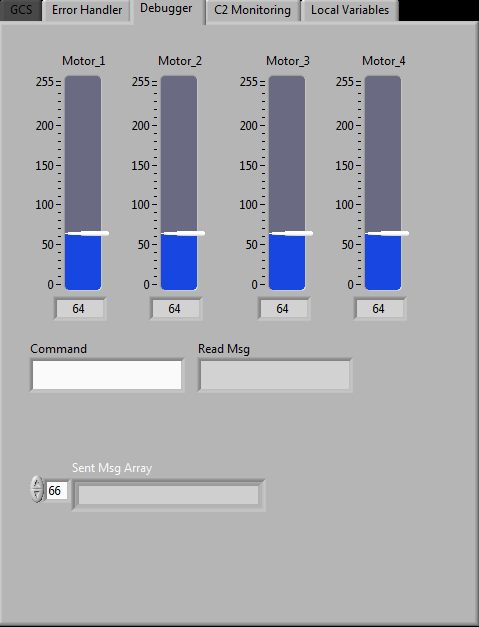 GCS Error Handler Debugger C2 Monitoring Local Variables
Motor_1 Motor_2 Motor_3 Motor_4
255 255 255 255
200 200 200 200
150 150 150 150
100 100 100 100
50 50 50 50
0 0 0 0
64 64 64 64
Command Read Msg
Sent Msg Array
66